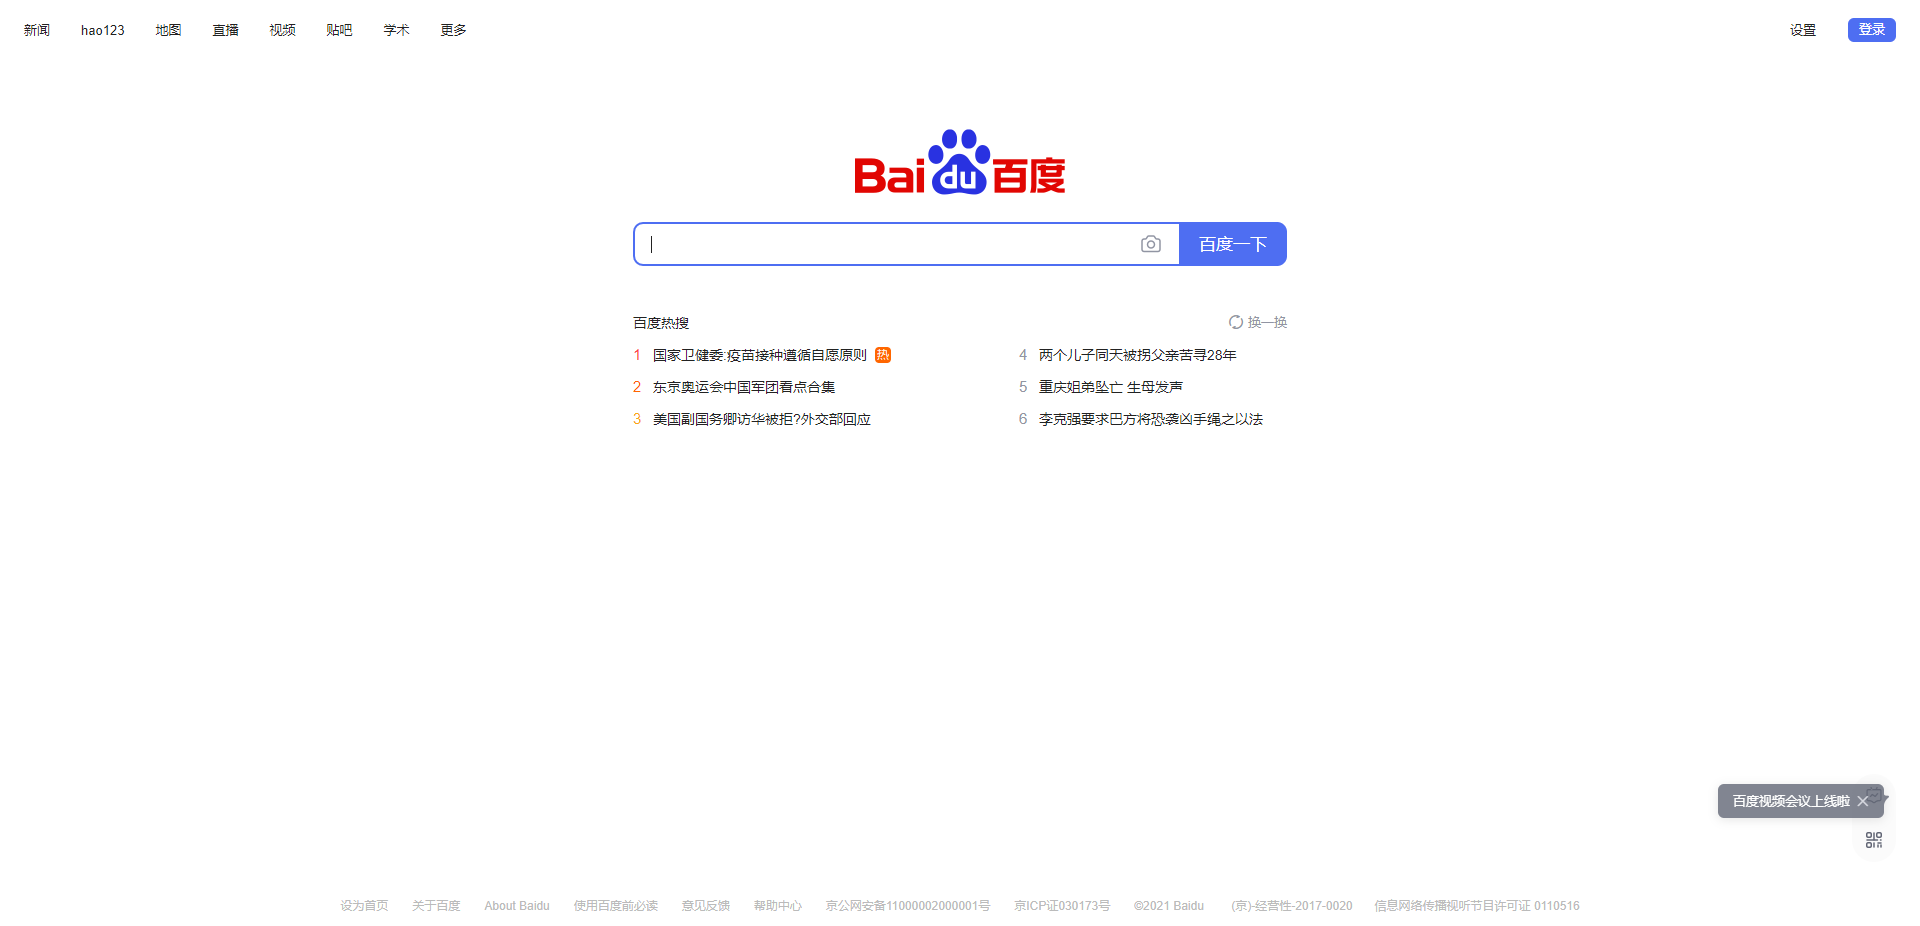 新闻 hao123 地图 直播 视频 贴吧 学术 更多 设置 登录
Bai du 百度
百度一下
百度热搜 换一换
1 国家卫健委:疫苗接种遵循自愿原则 热
2 东京奥运会中国军团看点合集
3 美国副国务卿访华被拒?外交部回应
4 两个儿子同天被拐父亲苦寻28年
5 重庆姐弟坠亡 生母发声
6 李克强要求巴方将恐袭凶手绳之以法
百度视频会议上线啦
设为首页 关于百度 About Baidu 使用百度前必读 意见反馈 帮助中心 京公网安备11000002000001号 京ICP证030173号 ©2021 Baidu (京)-经营性-2017-0020 信息网络传播视听节目许可证 0110516